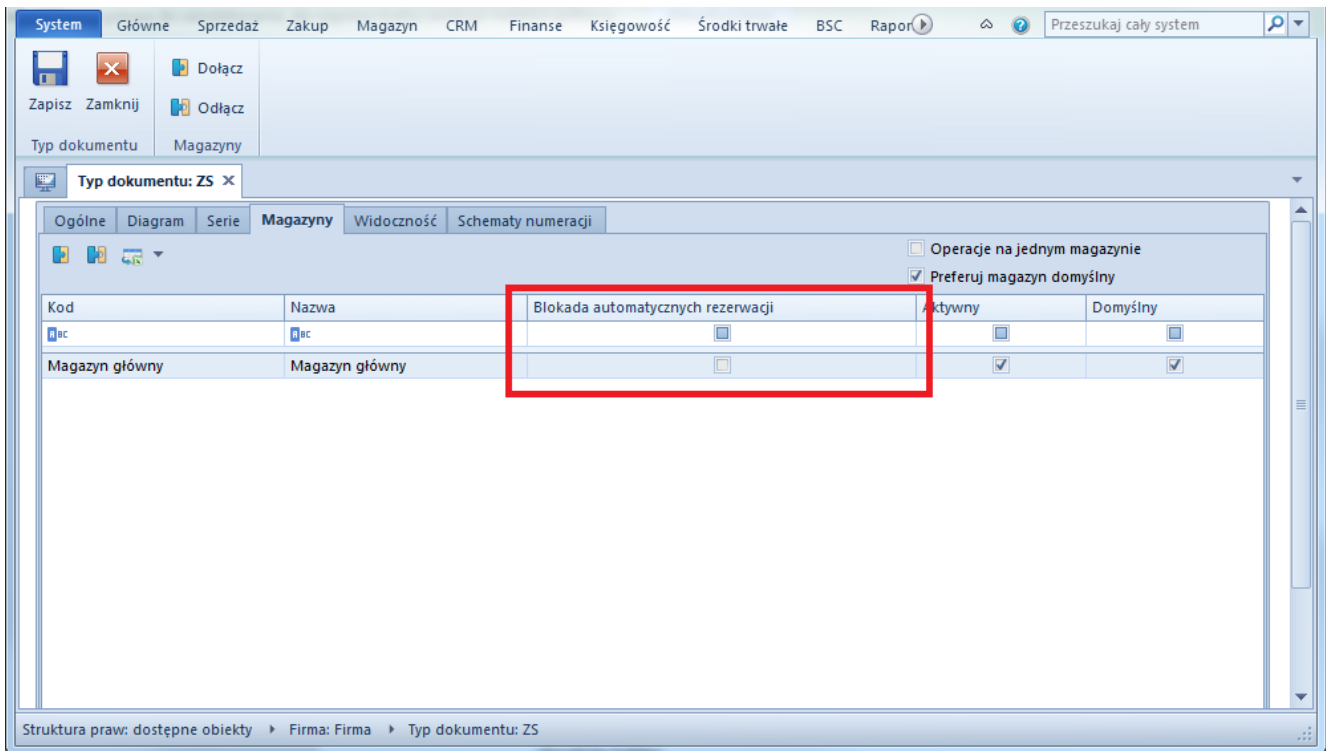 System Główne Sprzedaż Zakup Magazyn CRM Finanse Księgowość Środki trwałe BSC Rapor Przeszukaj cały system
Dołącz
Zapisz Zamknij
Odłącz
Typ dokumentu Magazyny
Typ dokumentu: ZS
Ogólne Diagram Serie Magazyny Widoczność Schematy numeracji
Operacje na jednym magazynie
Preferuj magazyn domyślny
Kod Nazwa Blokada automatycznych rezerwacji Aktywny Domyślny
ABC ABC
Magazyn główny Magazyn główny
Struktura praw: dostępne obiekty Firma: Firma Typ dokumentu: ZS